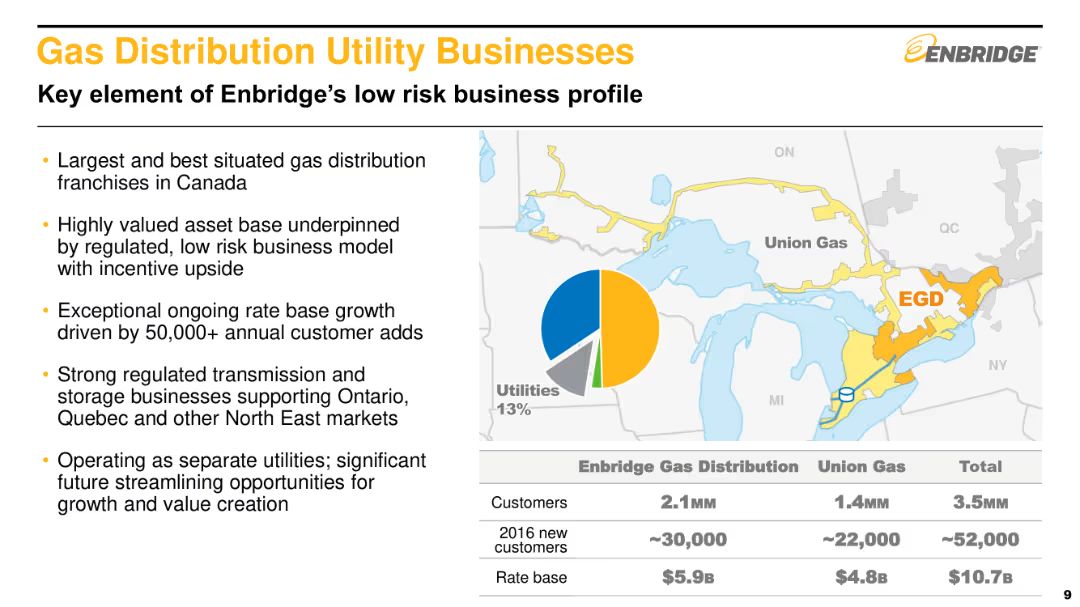 Gas Distribution Utility Businesses
ENBRIDGE
Key element of Enbridge's low risk business profile
• Largest and best situated gas distribution
franchises in Canada
• Highly valued asset base underpinned
by regulated, low risk business model
with incentive upside
• Exceptional ongoing rate base growth
driven by 50,000+ annual customer adds
• Strong regulated transmission and
storage businesses supporting Ontario,
Quebec and other North East markets
• Operating as separate utilities; significant
future streamlining opportunities for
growth and value creation
ON
QC
Union Gas
EGD
NY
MI
Utilities
13%
Enbridge Gas Distribution Union Gas Total
Customers 2.1MM 1.4MM 3.5MM
2016 new
customers ~30,000 ~22,000 ~52,000
Rate base $5.9B $4.8B $10.7B
9